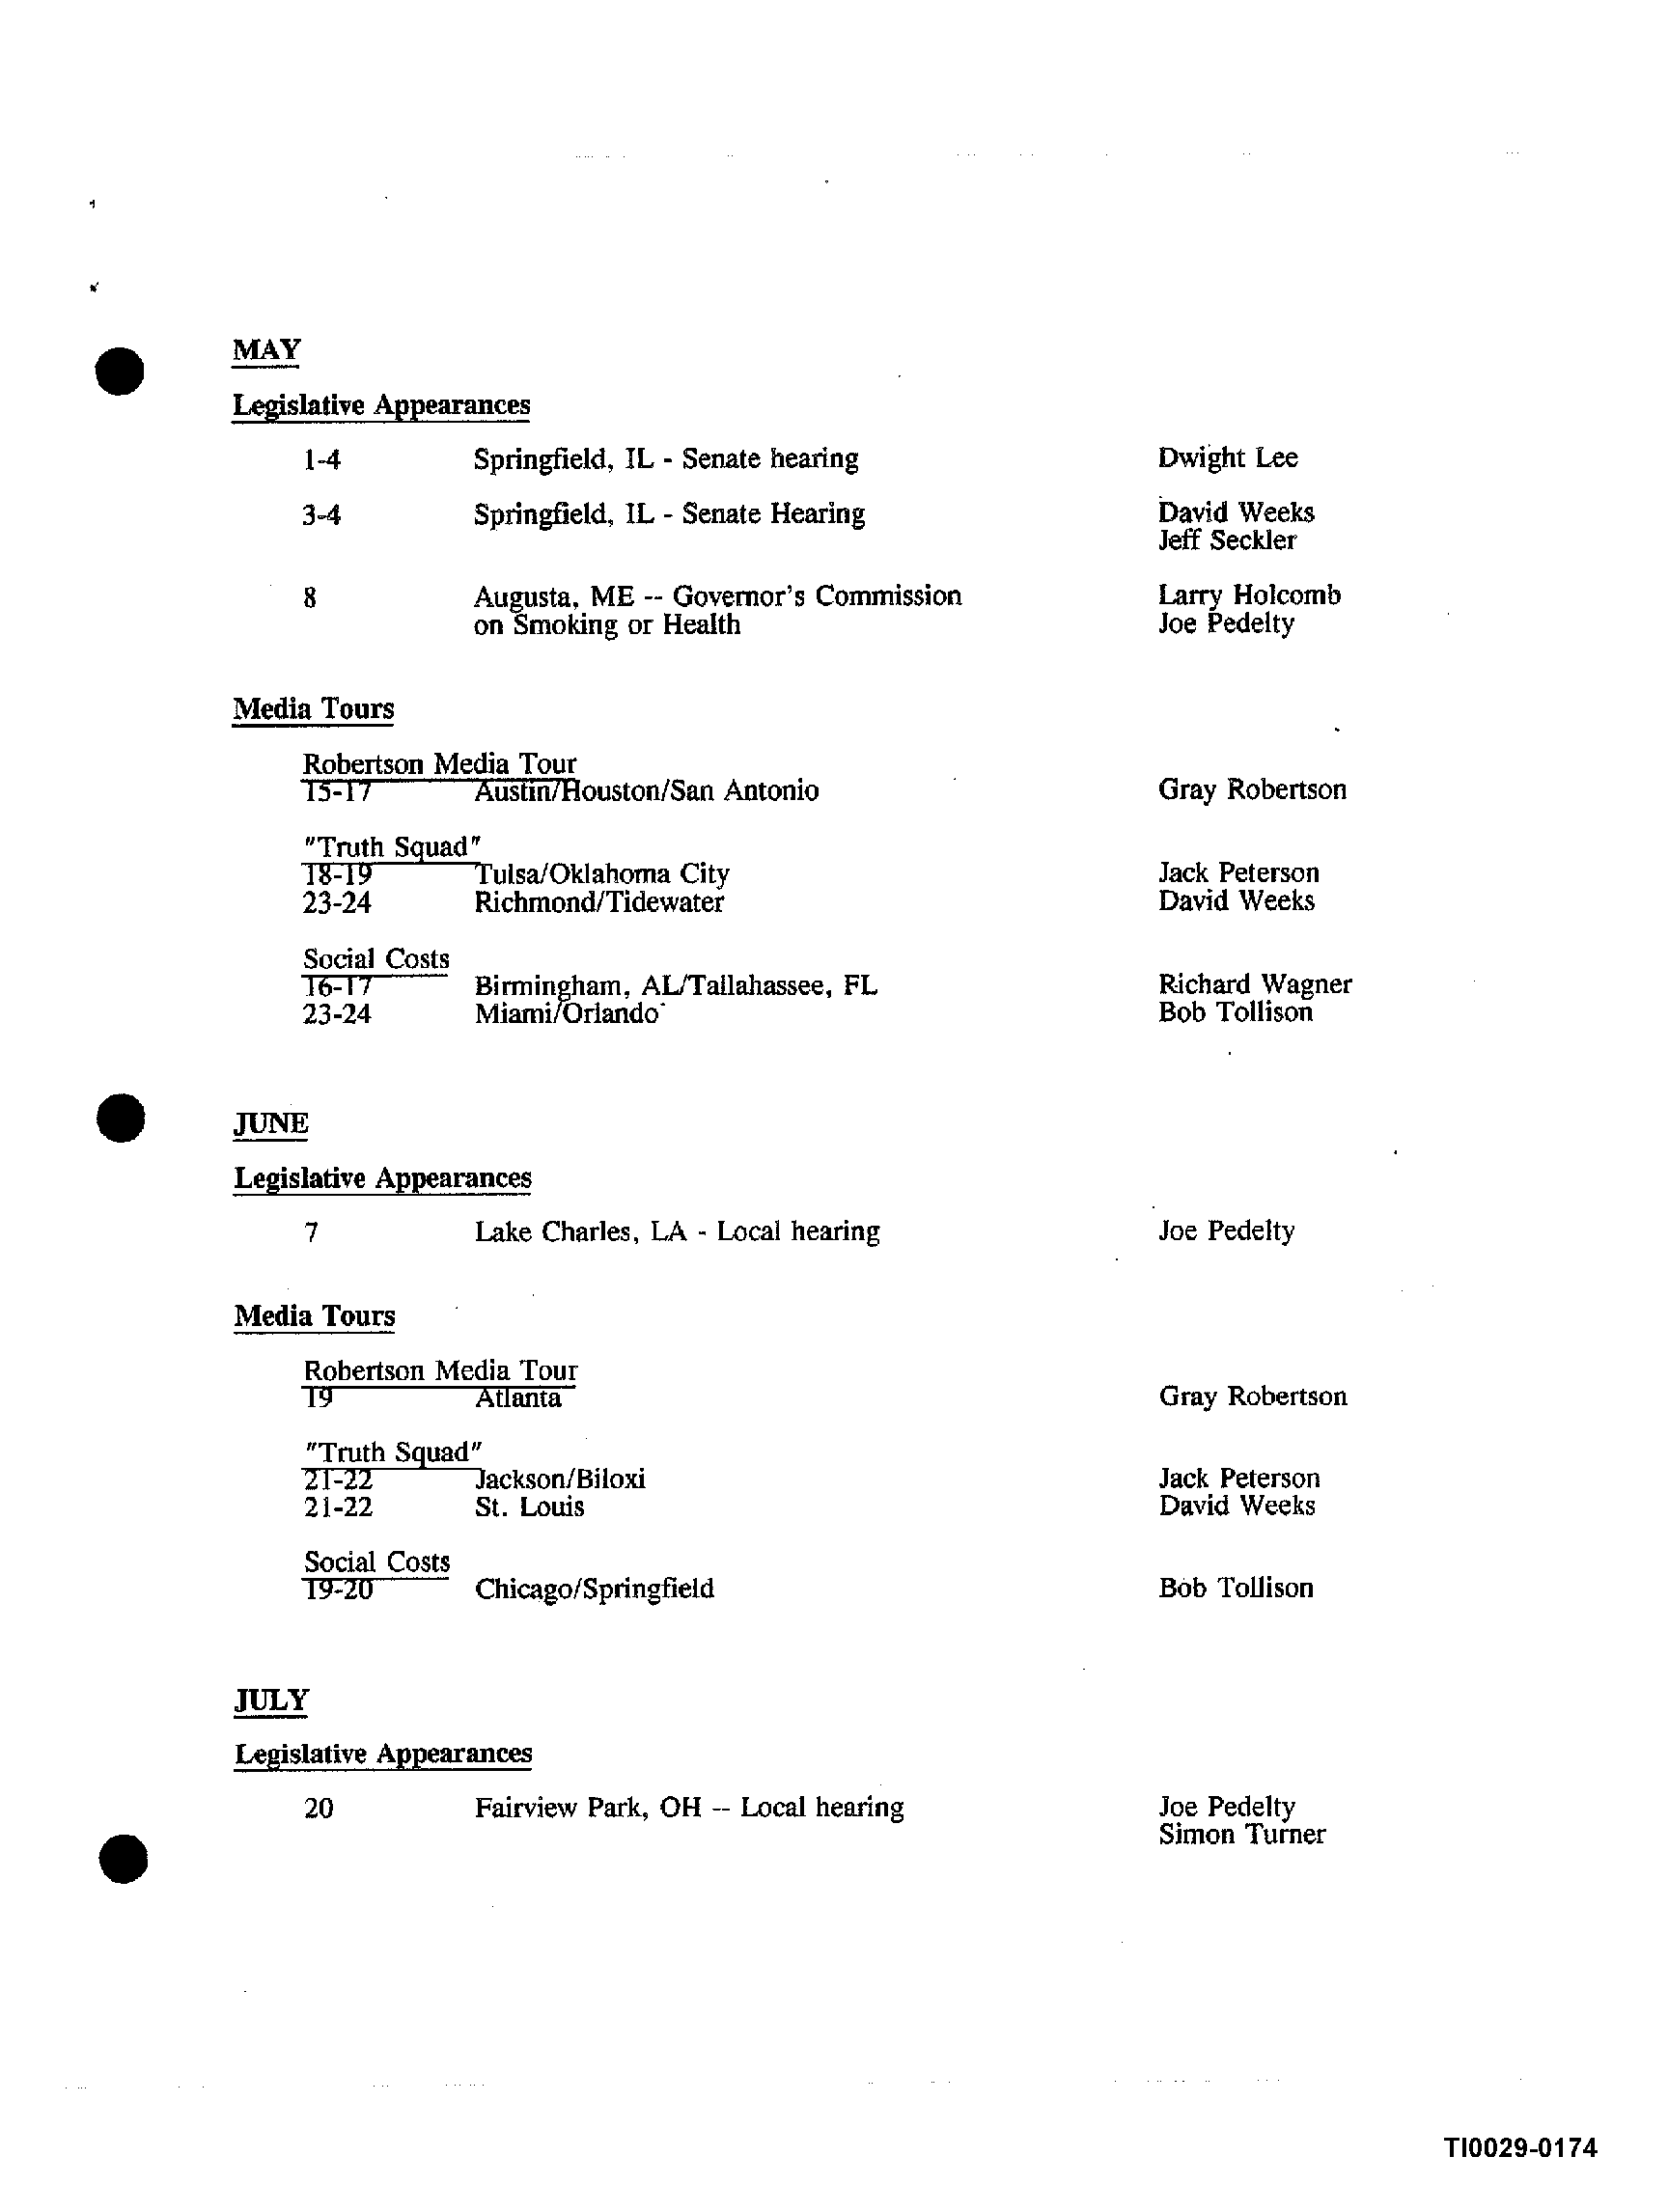 MAY
Legislative Appearances
1-4 Springfield, IL - Senate hearing Dwight Lee
3-4 Springfield, IL - Senate Hearing David Weeks
Jeff Seckler
8 Augusta, ME -- Governor's Commission Larry Holcomb
on Smoking or Health Joe Pedelty
Media Tours
Robertson Media Tour
15-17 Austin/Houston/San Antonio Gray Robertson
"Truth Squad"
18-19 Tulsa/Oklahoma City Jack Peterson
23-24 Richmond/Tidewater David Weeks
Social Costs
16-17 Birmingham, AL/Tallahassee, FL Richard Wagner
23-24 Miami/Orlando Bob Tollison
JUNE
Legislative Appearances
7 Lake Charles, LA - Local hearing Joe Pedelty
Media Tours
Robertson Media Tour
19 Atlanta Gray Robertson
"Truth Squad"
21-22 Jackson/Biloxi Jack Peterson
21-22 St. Louis David Weeks
Social Costs
19-20 Chicago/Springfield Bob Tollison
JULY
Legislative Appearances
20 Fairview Park, OH -- Local hearing Joe Pedelty
Simon Turner
TI0029-0174